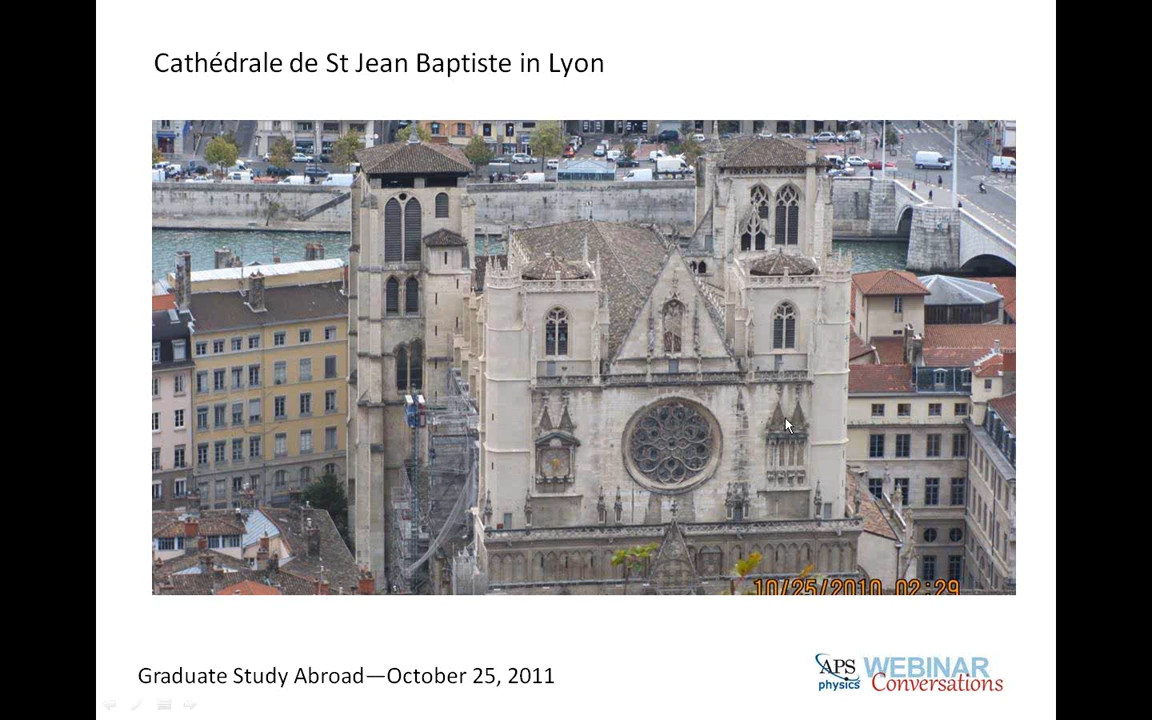 Cathédrale de St Jean Baptiste in Lyon
10/25/2010 02:29
Graduate Study Abroad—October 25, 2011
APS physics
WEBINAR
Conversations